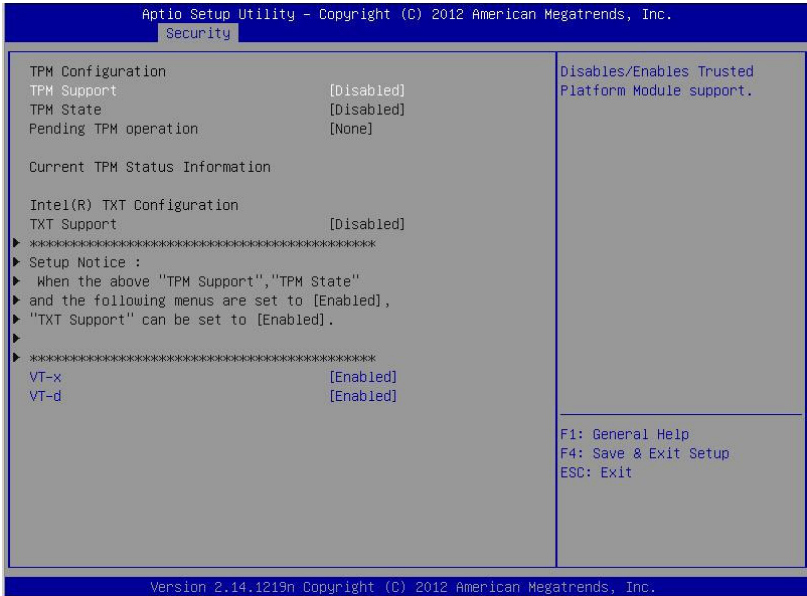 Aptio Setup Utility – Copyright (C) 2012 American Megatrends, Inc.
Security
TPM Configuration
TPM Support [Disabled]
TPM State [Disabled]
Pending TPM operation [None]
Current TPM Status Information
Intel(R) TXT Configuration
TXT Support [Disabled]
******************************************
Setup Notice :
When the above "TPM Support","TPM State"
and the following menus are set to [Enabled],
"TXT Support" can be set to [Enabled].
******************************************
VT-x [Enabled]
VT-d [Enabled]
Disables/Enables Trusted
Platform Module support.
F1: General Help
F4: Save & Exit Setup
ESC: Exit
Version 2.14.1219n Copyright (C) 2012 American Megatrends, Inc.